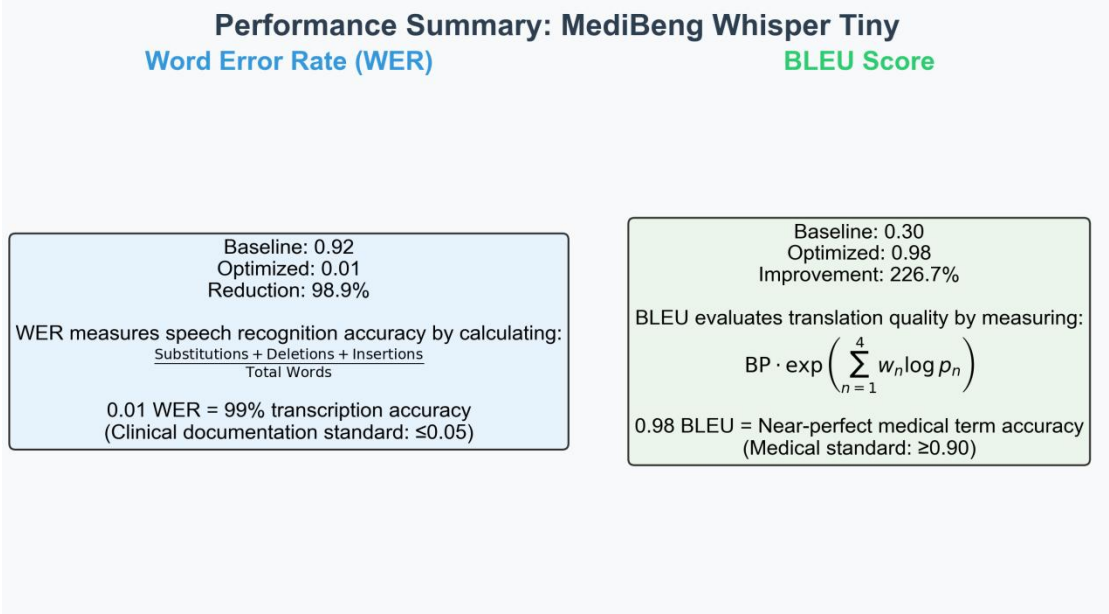 Performance Summary: MediBeng Whisper Tiny
Word Error Rate (WER)
Baseline: 0.92
Optimized: 0.01
Reduction: 98.9%
WER measures speech recognition accuracy by calculating:
Substitutions + Deletions + Insertions
Total Words
0.01 WER = 99% transcription accuracy
(Clinical documentation standard: ≤0.05)
BLEU Score
Baseline: 0.30
Optimized: 0.98
Improvement: 226.7%
BLEU evaluates translation quality by measuring:
BP · exp ( ∑_{n=1}^{4} w_n log p_n )
0.98 BLEU = Near-perfect medical term accuracy
(Medical standard: ≥0.90)